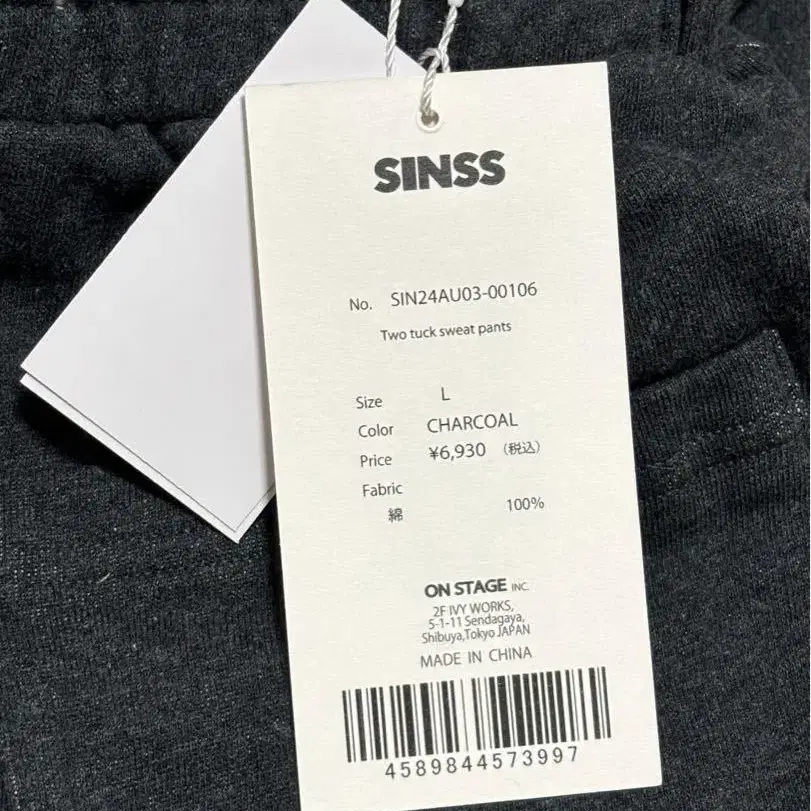 SINSS
No. SIN24AU03-00106
Two tuck sweat pants
Size L
Color CHARCOAL
Price ¥6,930 (税込)
Fabric
綿 100%
ON STAGE INC.
2F IVY WORKS,
5-1-11 Sendagaya,
Shibuya,Tokyo JAPAN
MADE IN CHINA
4589844573997